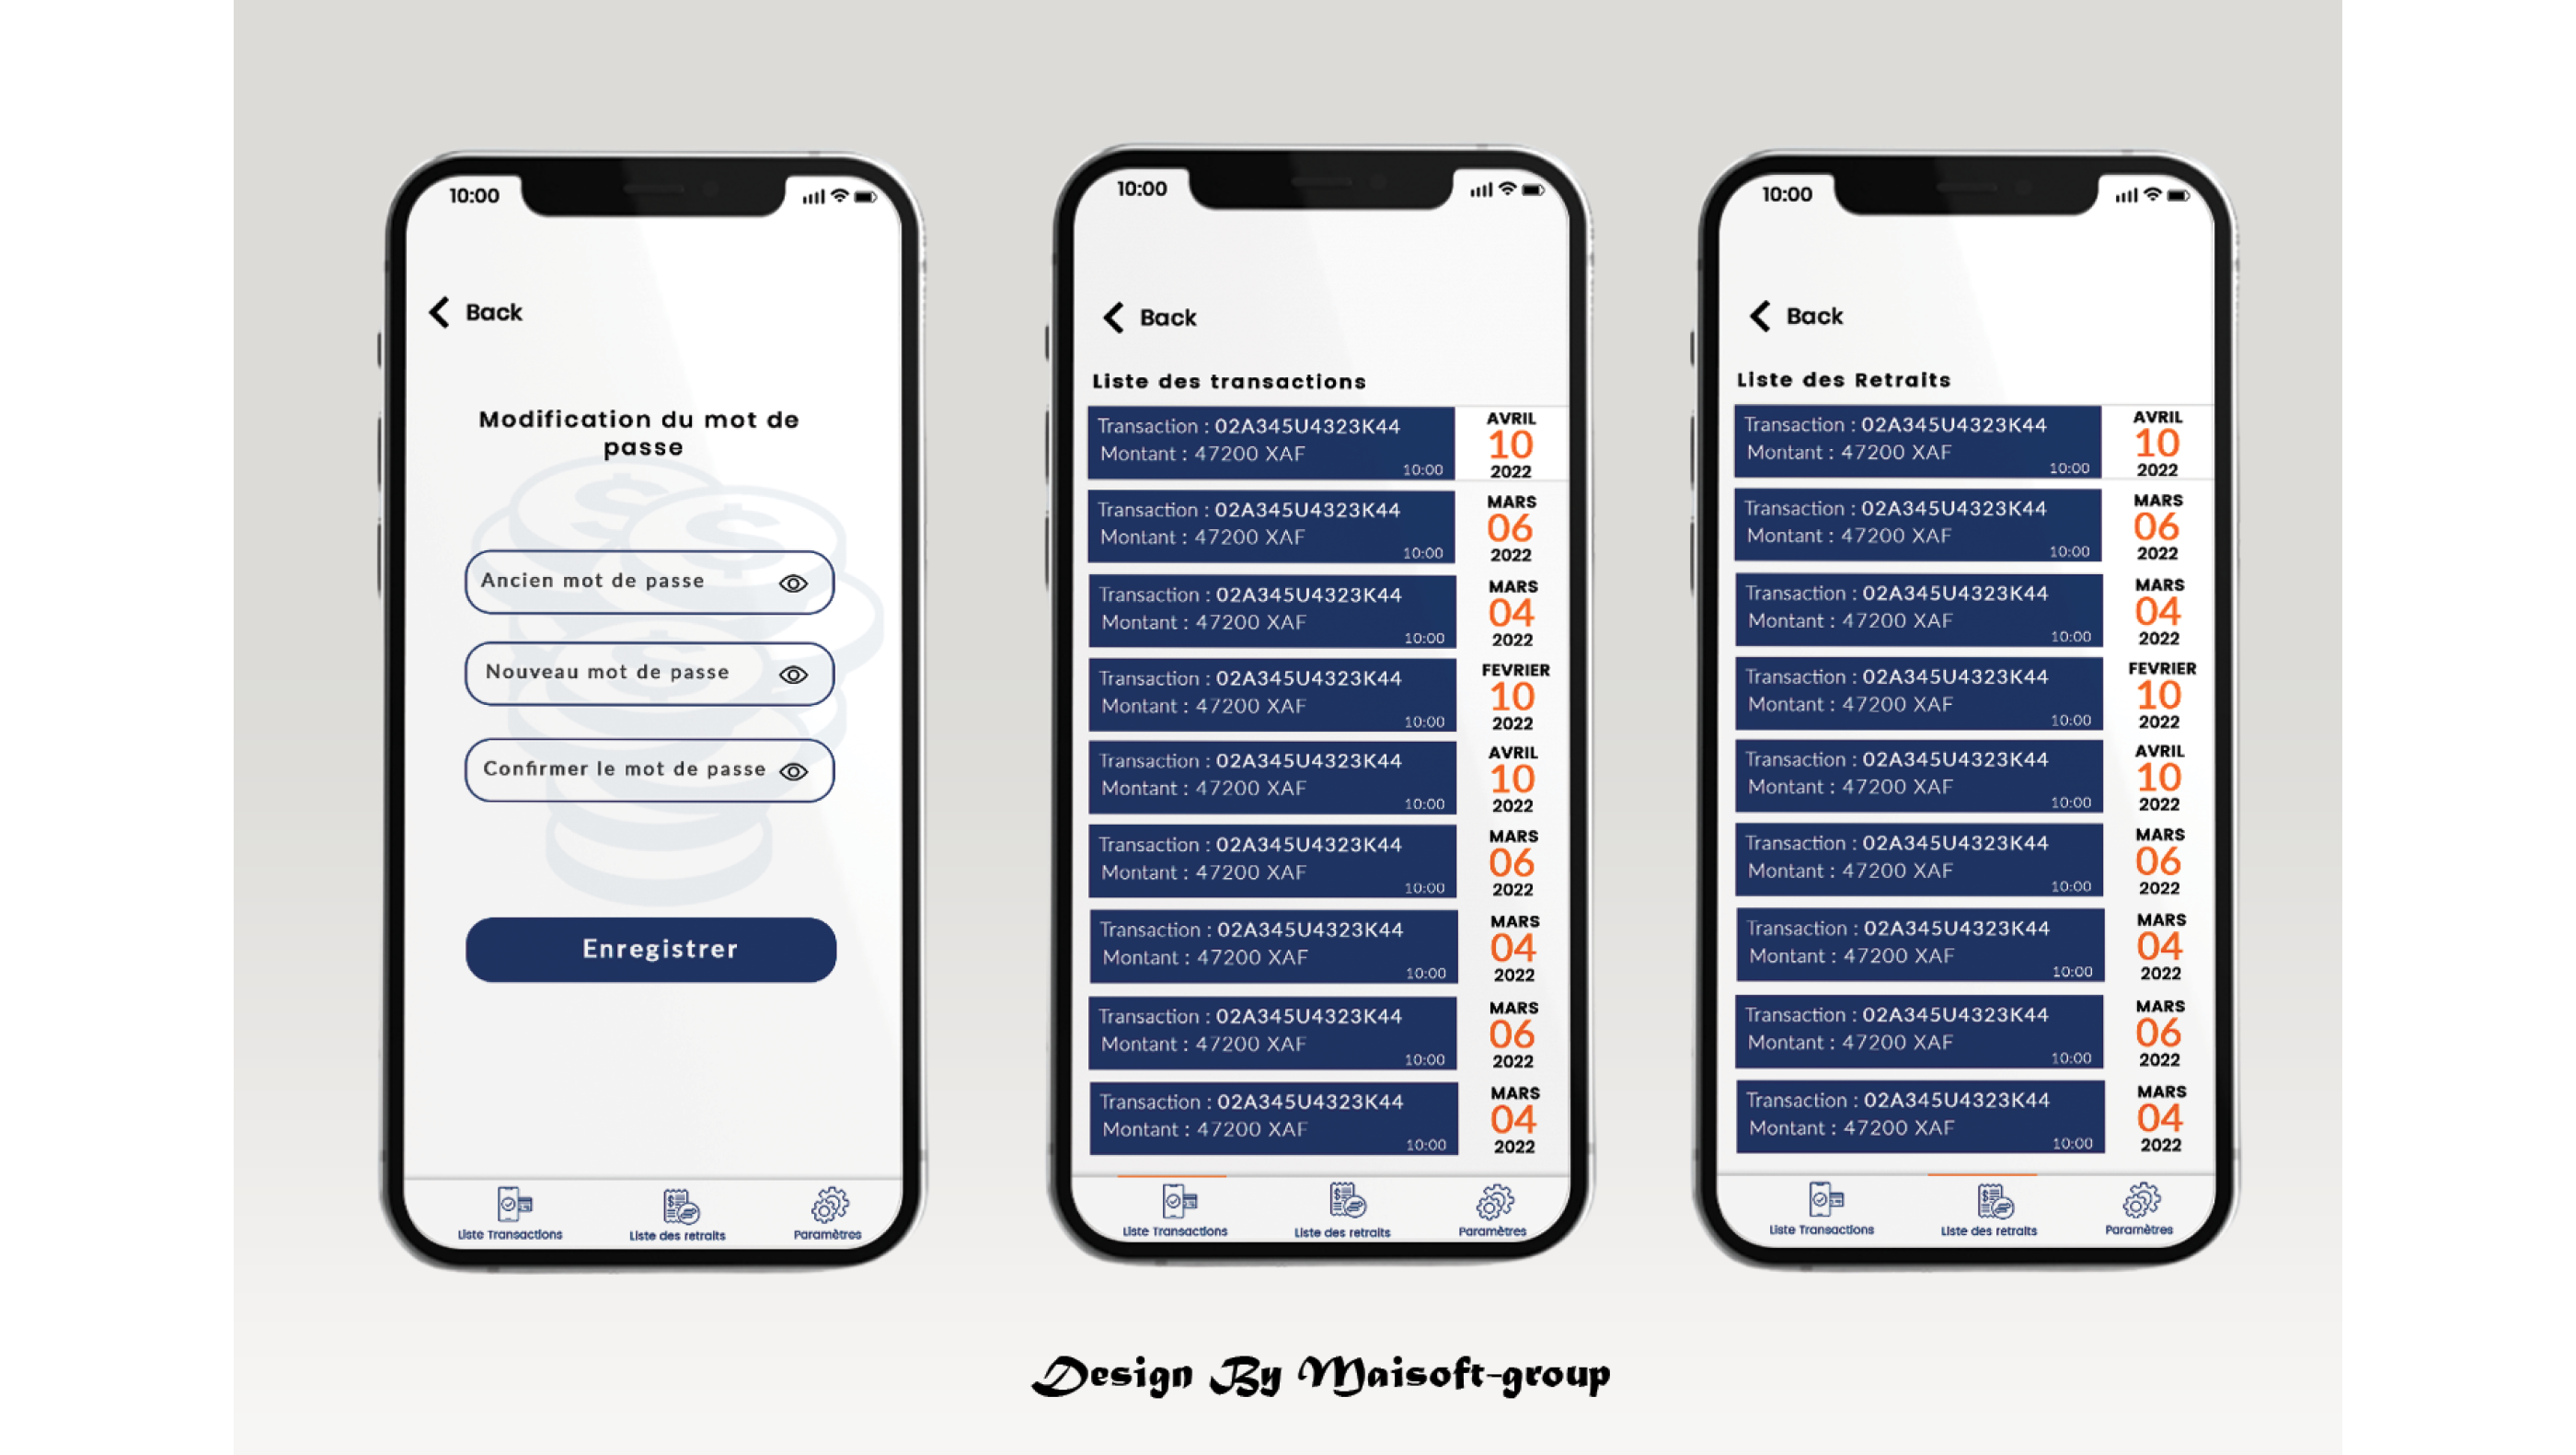 10:00
Back
Modification du mot de
passe
Ancien mot de passe
Nouveau mot de passe
Confirmer le mot de passe
Enregistrer
Liste Transactions
Liste des retraits
Paramètres
10:00
Back
Liste des transactions
Transaction : 02A345U4323K44
Montant : 47200 XAF
10:00
AVRIL
10
2022
Transaction : 02A345U4323K44
Montant : 47200 XAF
10:00
MARS
06
2022
Transaction : 02A345U4323K44
Montant : 47200 XAF
10:00
MARS
04
2022
Transaction : 02A345U4323K44
Montant : 47200 XAF
10:00
FEVRIER
10
2022
Transaction : 02A345U4323K44
Montant : 47200 XAF
10:00
AVRIL
10
2022
Transaction : 02A345U4323K44
Montant : 47200 XAF
10:00
MARS
06
2022
Transaction : 02A345U4323K44
Montant : 47200 XAF
10:00
MARS
04
2022
Transaction : 02A345U4323K44
Montant : 47200 XAF
10:00
MARS
06
2022
Transaction : 02A345U4323K44
Montant : 47200 XAF
10:00
MARS
04
2022
Liste Transactions
Liste des retraits
Paramètres
10:00
Back
Liste des Retraits
Transaction : 02A345U4323K44
Montant : 47200 XAF
10:00
AVRIL
10
2022
Transaction : 02A345U4323K44
Montant : 47200 XAF
10:00
MARS
06
2022
Transaction : 02A345U4323K44
Montant : 47200 XAF
10:00
MARS
04
2022
Transaction : 02A345U4323K44
Montant : 47200 XAF
10:00
FEVRIER
10
2022
Transaction : 02A345U4323K44
Montant : 47200 XAF
10:00
AVRIL
10
2022
Transaction : 02A345U4323K44
Montant : 47200 XAF
10:00
MARS
06
2022
Transaction : 02A345U4323K44
Montant : 47200 XAF
10:00
MARS
04
2022
Transaction : 02A345U4323K44
Montant : 47200 XAF
10:00
MARS
06
2022
Transaction : 02A345U4323K44
Montant : 47200 XAF
10:00
MARS
04
2022
Liste Transactions
Liste des retraits
Paramètres
Design By Maisoft-group